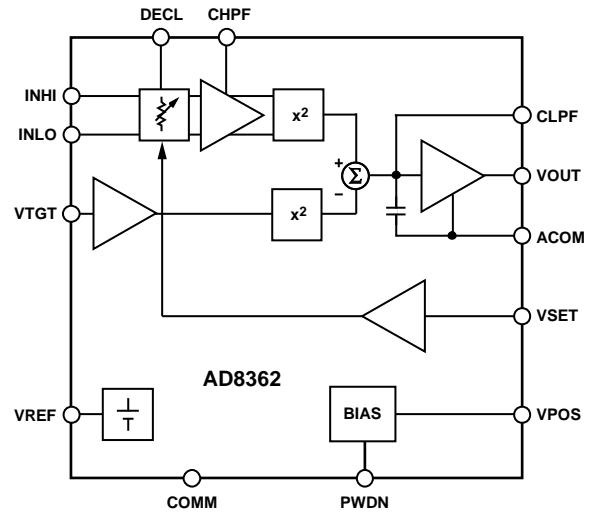 DECL CHPF
INHI
x²
CLPF
INLO
+
Σ
VOUT
−
VTGT
x²
ACOM
VSET
AD8362
VREF
BIAS
VPOS
COMM
PWDN